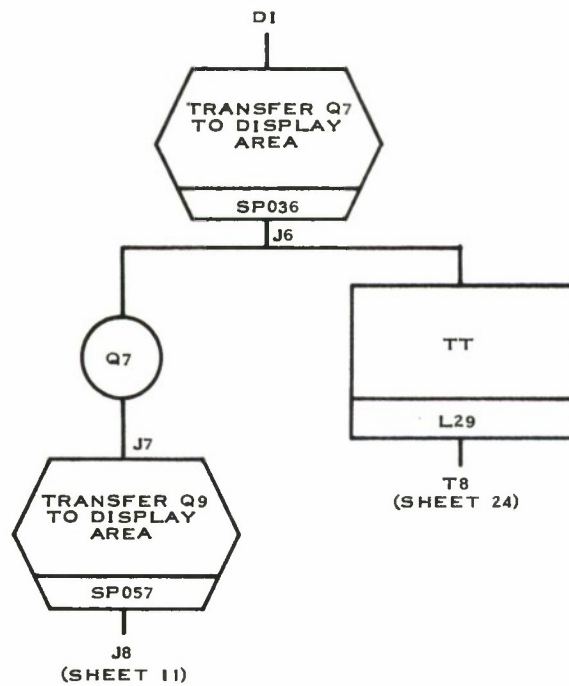 D1
TRANSFER Q7
TO DISPLAY
AREA
SP036
J6
Q7
TT
L29
J7
T8
(SHEET 24)
TRANSFER Q9
TO DISPLAY
AREA
SP057
J8
(SHEET 11)